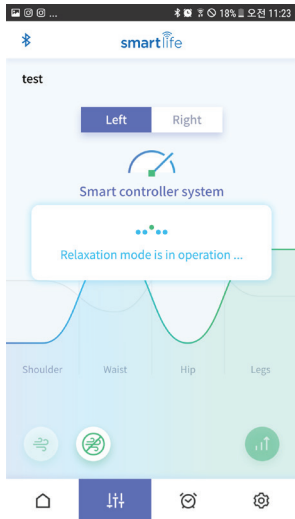 ... 18% 오전 11:23
smartlife
test
Left Right
Smart controller system
Relaxation mode is in operation ...
Shoulder Waist Hip Legs